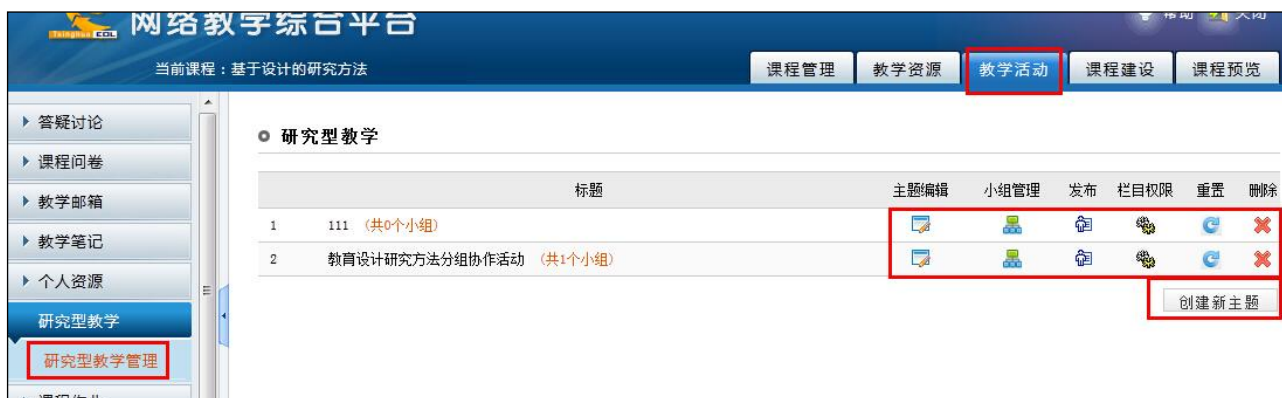 网络教学综合平台
帮助 关闭
当前课程：基于设计的研究方法
课程管理 教学资源 教学活动 课程建设 课程预览
答疑讨论
课程问卷
教学邮箱
教学笔记
个人资源
研究型教学
研究型教学管理
研究型教学
标题 主题编辑 小组管理 发布 栏目权限 重置 删除
1 111 （共0个小组）
2 教育设计研究方法分组协作活动 （共1个小组）
创建新主题